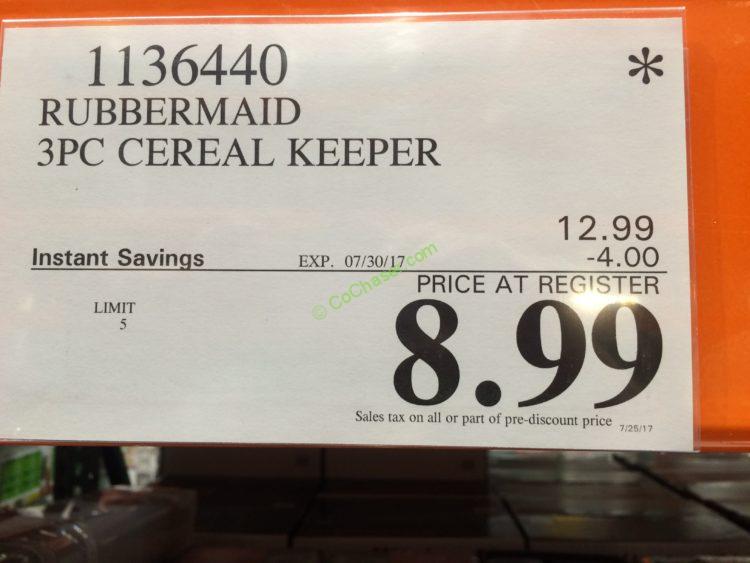 1136440 *
RUBBERMAID
3PC CEREAL KEEPER
12.99
Instant Savings EXP. 07/30/17 -4.00
PRICE AT REGISTER
LIMIT
5
8.99
Sales tax on all or part of pre-discount price 7/25/17
© CoChaser.com